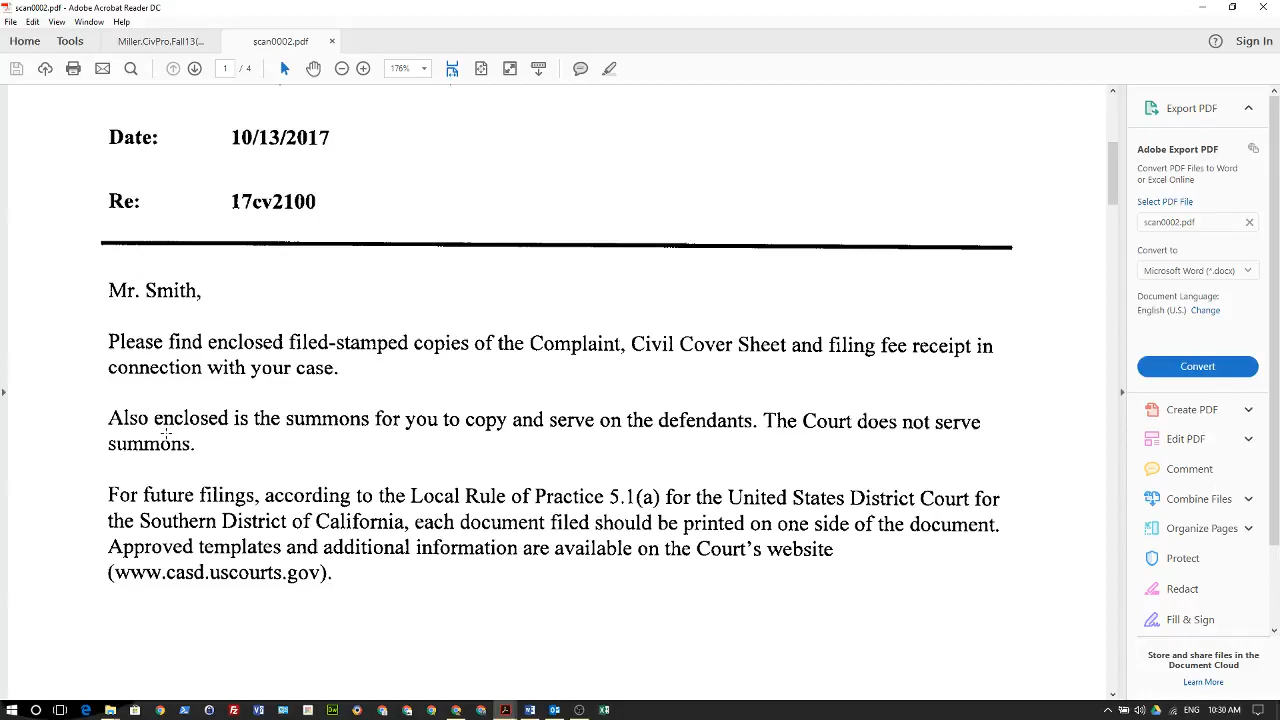 scan0002.pdf - Adobe Acrobat Reader DC
File Edit View Window Help
Home Tools Miller.CivPro.Fall13(... scan0002.pdf × Sign In
1 / 4 176%
Date: 10/13/2017
Re: 17cv2100
Mr. Smith,
Please find enclosed filed-stamped copies of the Complaint, Civil Cover Sheet and filing fee receipt in
connection with your case.
Also enclosed is the summons for you to copy and serve on the defendants. The Court does not serve
summons.
For future filings, according to the Local Rule of Practice 5.1(a) for the United States District Court for
the Southern District of California, each document filed should be printed on one side of the document.
Approved templates and additional information are available on the Court's website
(www.casd.uscourts.gov).
Export PDF
Adobe Export PDF
Convert PDF Files to Word
or Excel Online
Select PDF File
scan0002.pdf
Convert to
Microsoft Word (*.docx)
Document Language:
English (U.S.) Change
Convert
Create PDF
Edit PDF
Comment
Combine Files
Organize Pages
Protect
Redact
Fill & Sign
Store and share files in the
Document Cloud
Learn More
ENG 10:30 AM